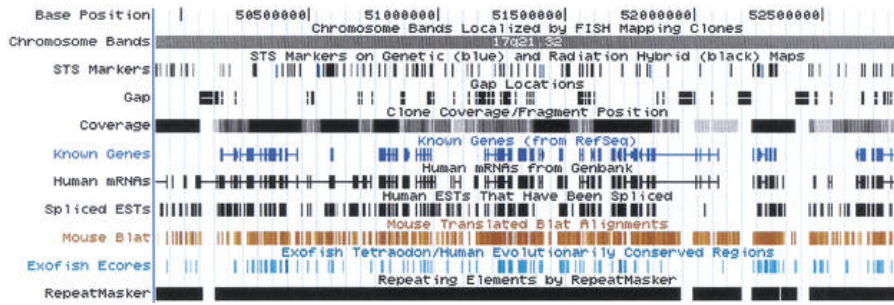 Base Position 50500000 51000000 51500000 52000000 52500000
Chromosome Bands Localized by FISH Mapping Clones
Chromosome Bands 17q21.32
STS Markers on Genetic (blue) and Radiation Hybrid (black) Maps
STS Markers
Gap Locations
Gap
Clone Coverage/Fragment Position
Coverage
Known Genes (from RefSeq)
Known Genes
Human mRNAs from Genbank
Human mRNAs
Human ESTs That Have Been Spliced
Spliced ESTs
Mouse Translated Blat Alignments
Mouse Blat
Exofish Tetraodon/Human Evolutionarily Conserved Regions
Exofish Ecores
Repeating Elements by RepeatMasker
RepeatMasker